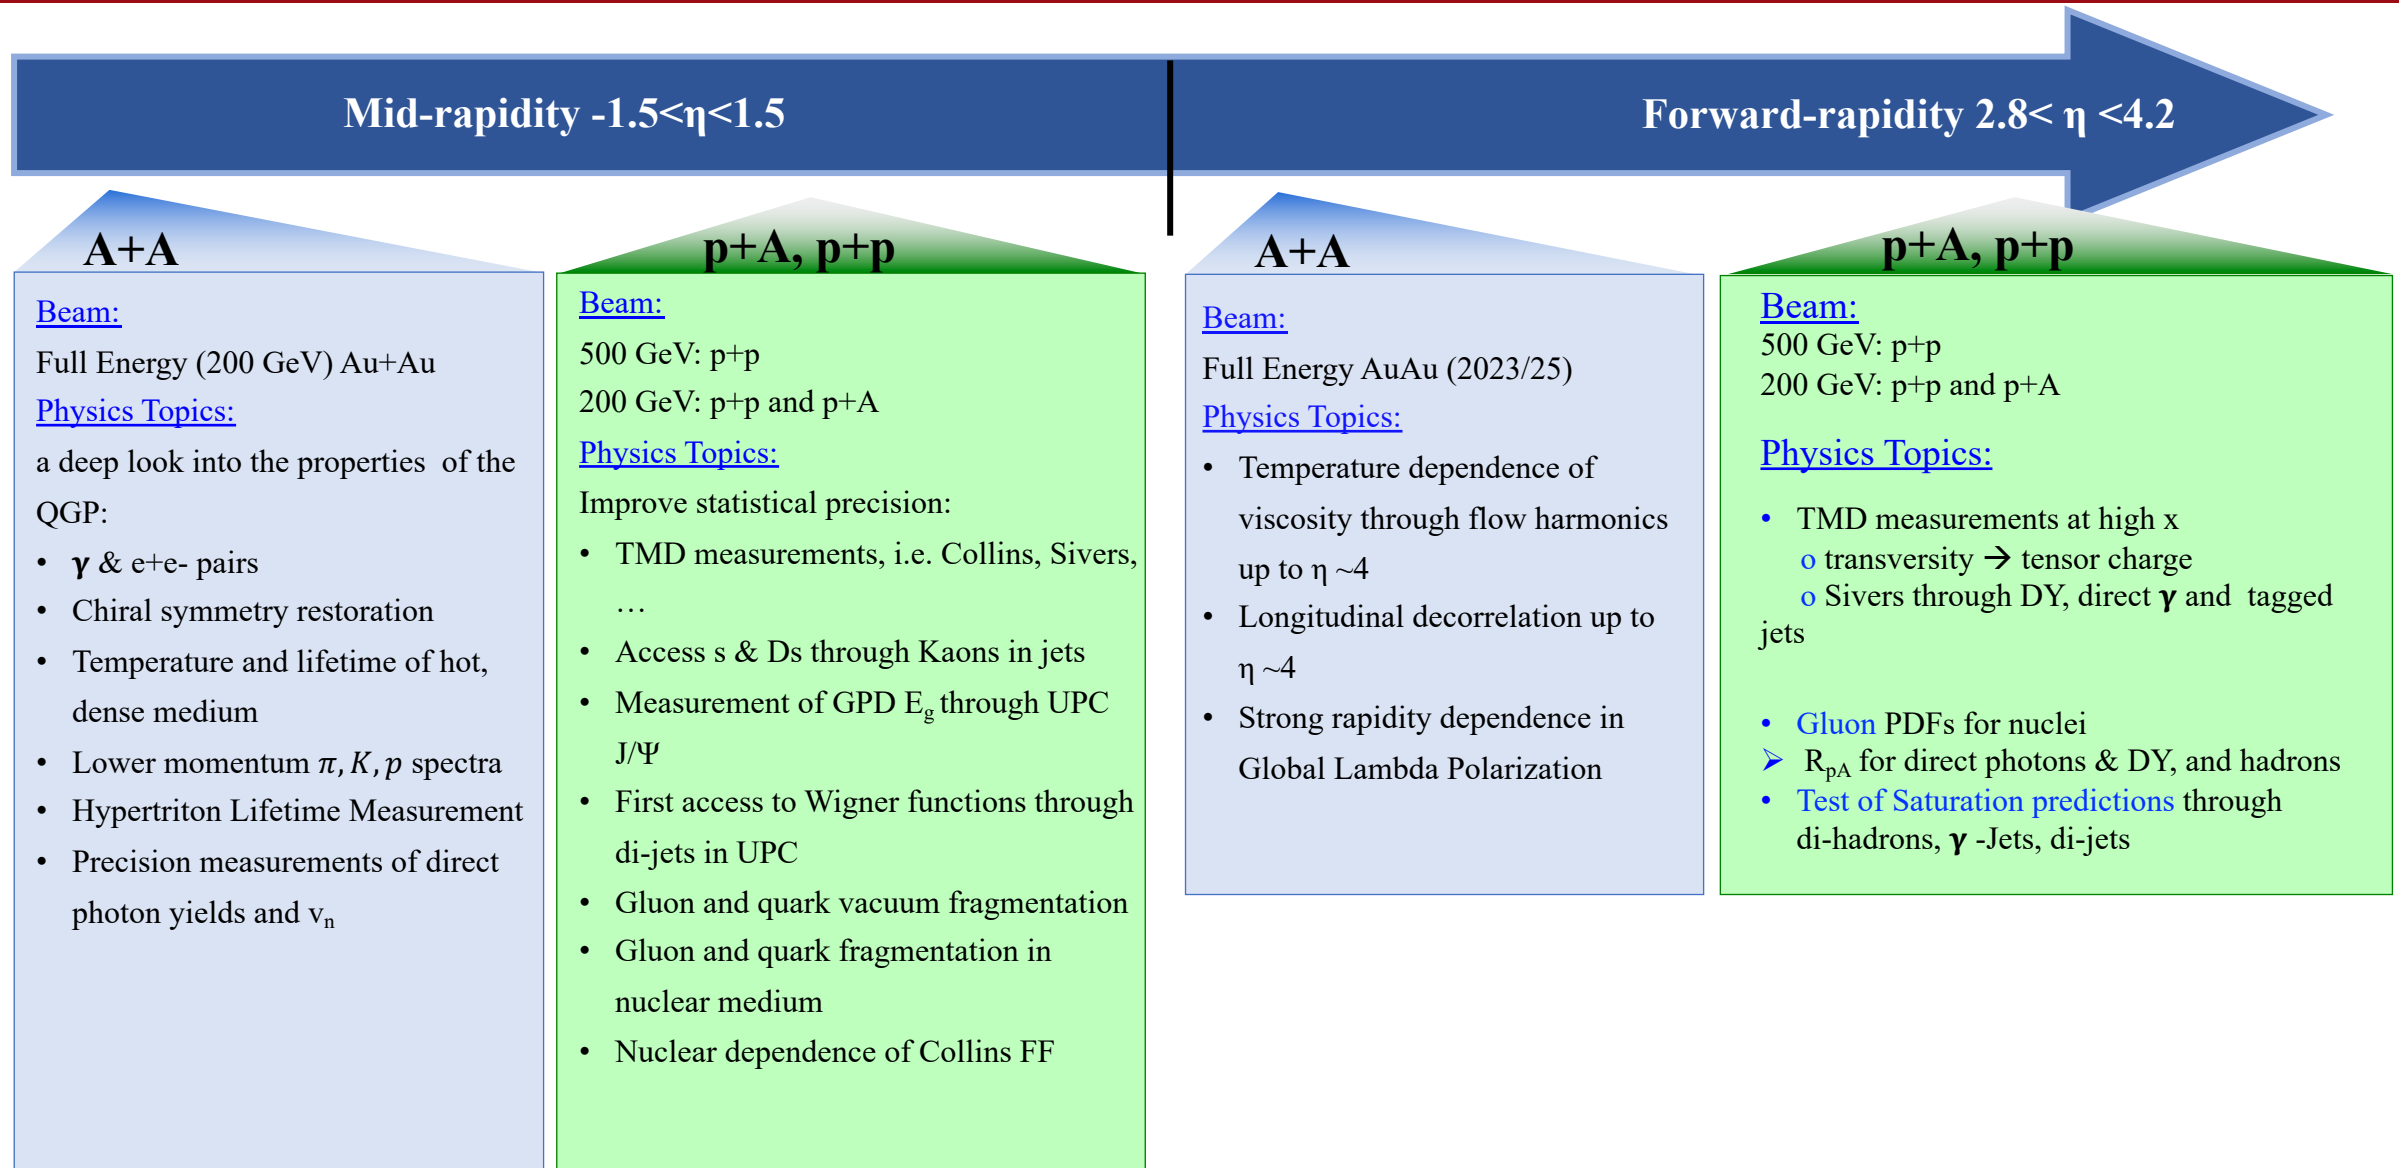 Mid-rapidity -1.5<η<1.5
Forward-rapidity 2.8< η <4.2
A+A
Beam:
Full Energy (200 GeV) Au+Au
Physics Topics:
a deep look into the properties  of the
QGP:
• γ & e+e- pairs
• Chiral symmetry restoration
• Temperature and lifetime of hot,
dense medium
• Lower momentum π, K, p spectra
• Hypertriton Lifetime Measurement
• Precision measurements of direct
photon yields and vn
p+A, p+p
Beam:
500 GeV: p+p
200 GeV: p+p and p+A
Physics Topics:
Improve statistical precision:
• TMD measurements, i.e. Collins, Sivers,
…
• Access s & Ds through Kaons in jets
• Measurement of GPD Eg through UPC
J/Ψ
• First access to Wigner functions through
di-jets in UPC
• Gluon and quark vacuum fragmentation
• Gluon and quark fragmentation in
nuclear medium
• Nuclear dependence of Collins FF
A+A
Beam:
Full Energy AuAu (2023/25)
Physics Topics:
• Temperature dependence of
viscosity through flow harmonics
up to η ~4
• Longitudinal decorrelation up to
η ~4
• Strong rapidity dependence in
Global Lambda Polarization
p+A, p+p
Beam:
500 GeV: p+p
200 GeV: p+p and p+A
Physics Topics:
• TMD measurements at high x
o transversity → tensor charge
o Sivers through DY, direct γ and  tagged
jets
• Gluon PDFs for nuclei
➢ RpA for direct photons & DY, and hadrons
• Test of Saturation predictions through
di-hadrons, γ -Jets, di-jets